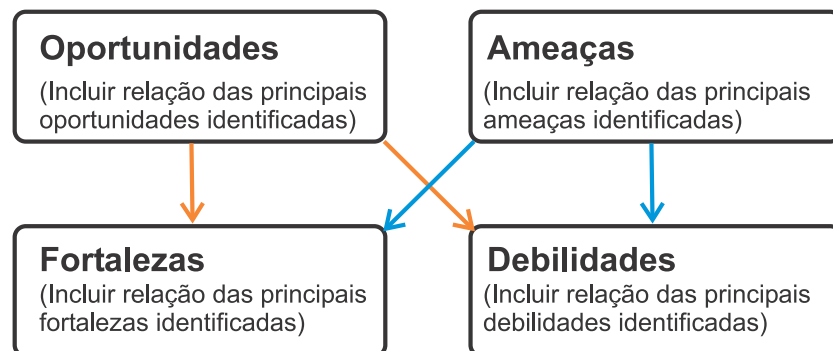 Oportunidades
(Incluir relação das principais
oportunidades identificadas)
Ameaças
(Incluir relação das principais
ameaças identificadas)
Fortalezas
(Incluir relação das principais
fortalezas identificadas)
Debilidades
(Incluir relação das principais
debilidades identificadas)